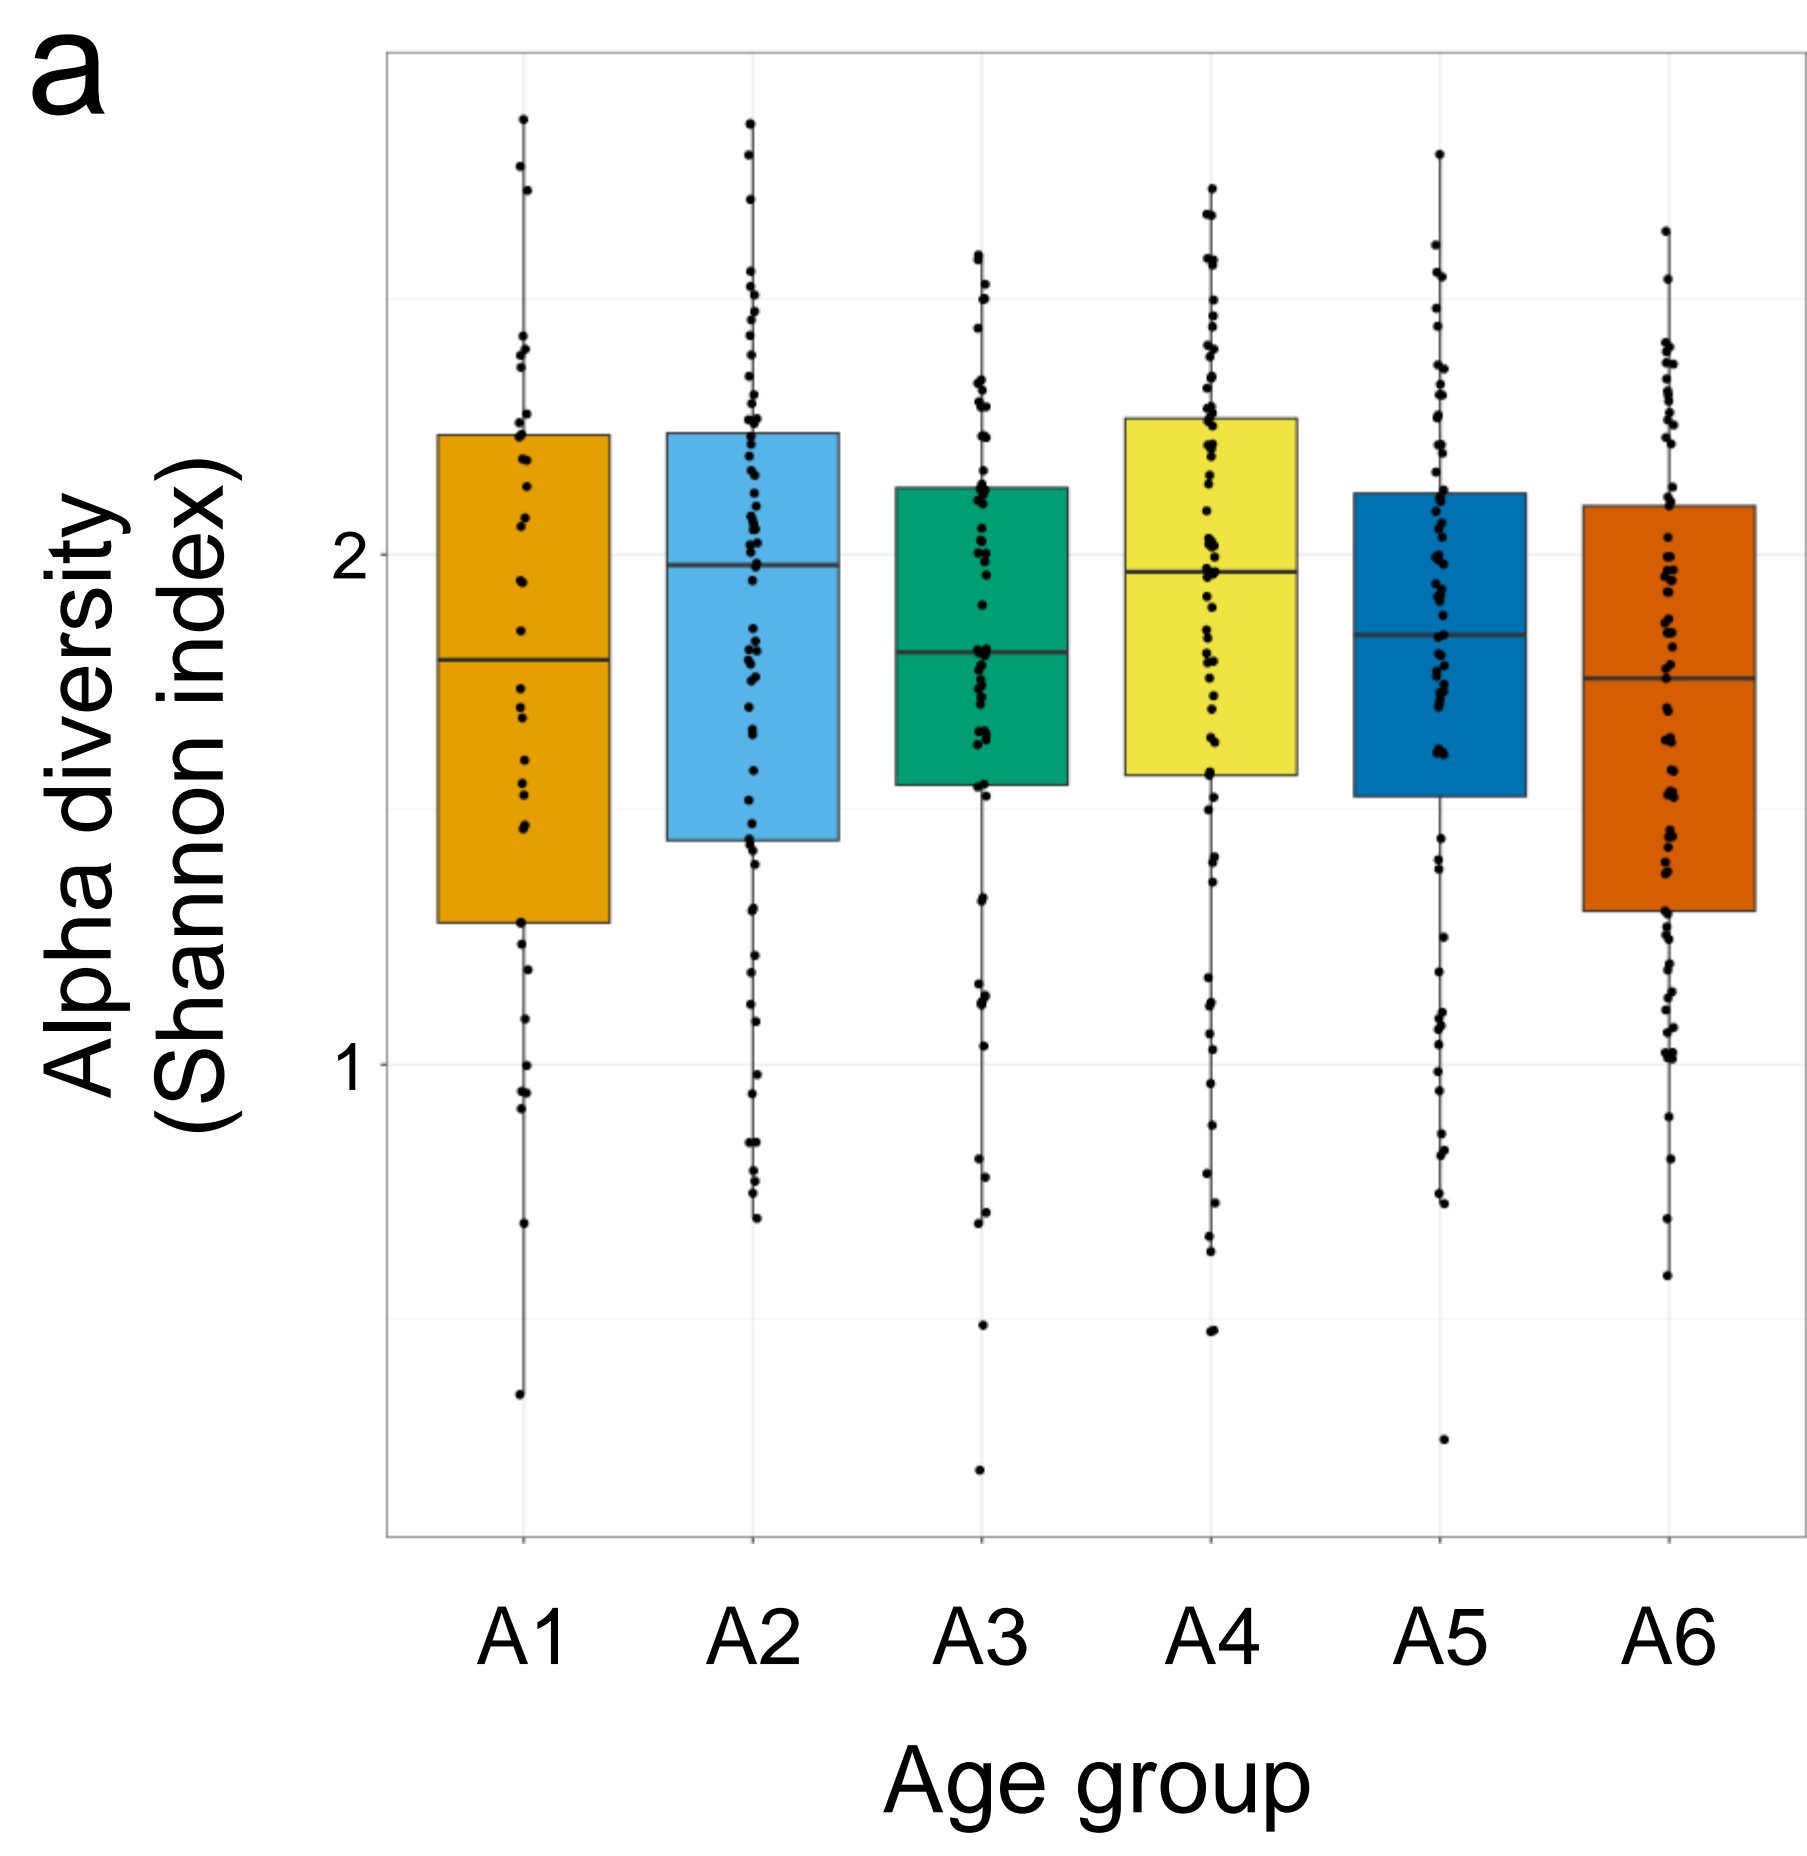 a
Alpha diversity
(Shannon index)
2
1
A1 A2 A3 A4 A5 A6
Age group